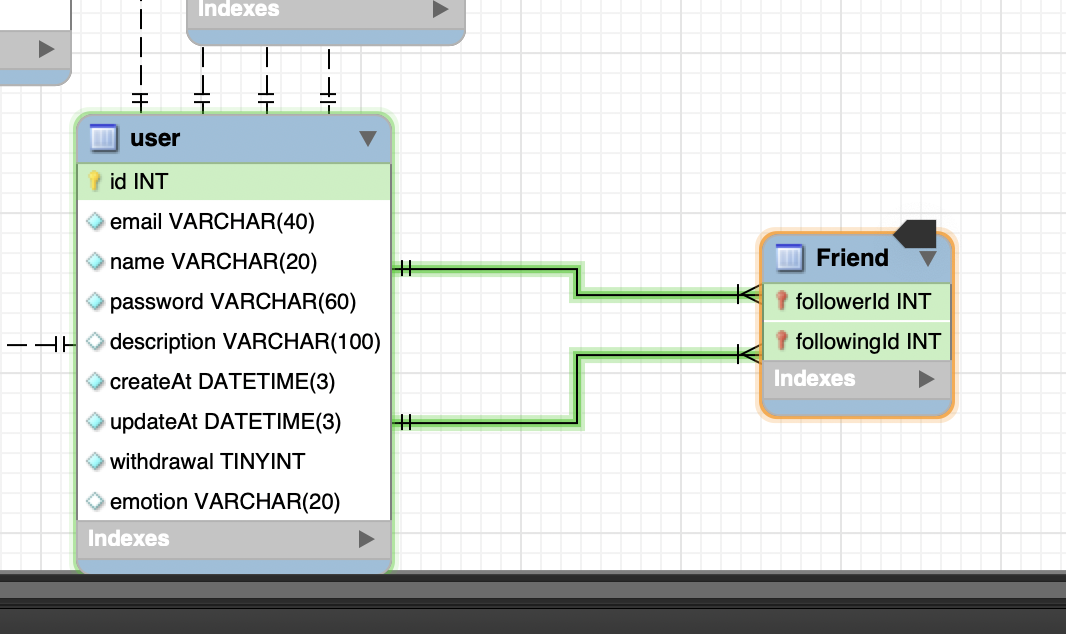 Indexes
user
id INT
email VARCHAR(40)
name VARCHAR(20)
password VARCHAR(60)
description VARCHAR(100)
createAt DATETIME(3)
updateAt DATETIME(3)
withdrawal TINYINT
emotion VARCHAR(20)
Indexes
Friend
followerId INT
followingId INT
Indexes